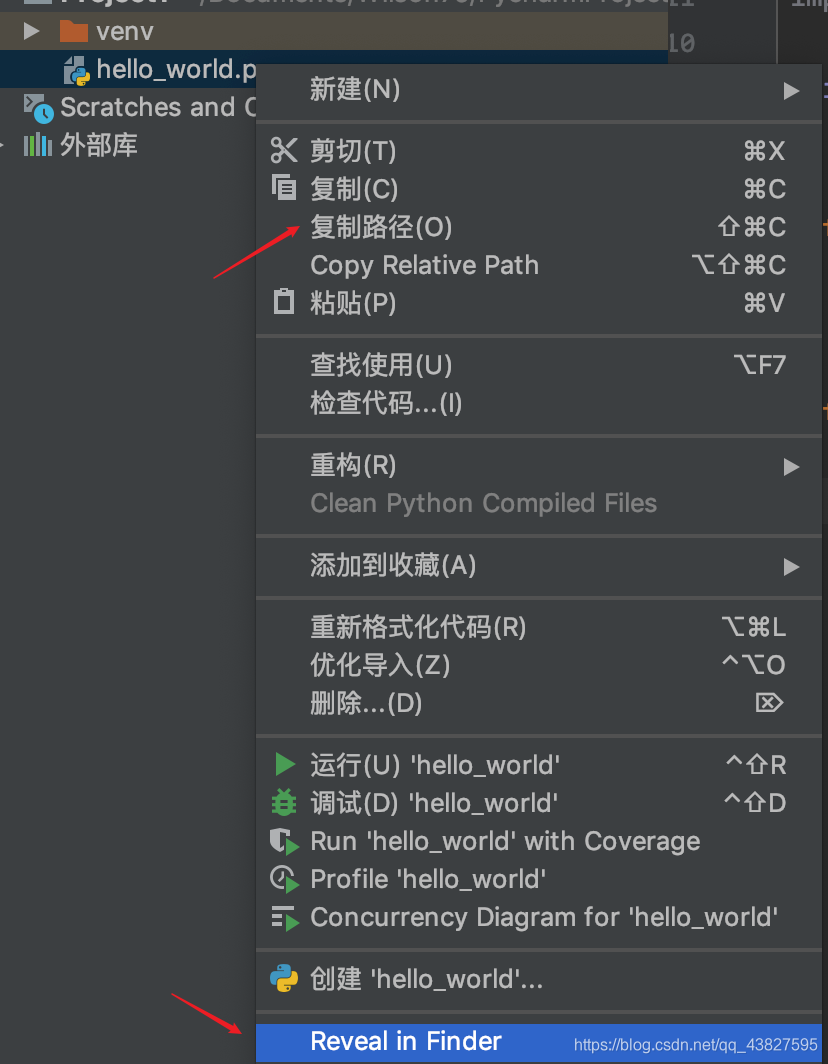 venv
10
hello_world.p
新建(N)
Scratches and C
外部库
剪切(T) ⌘X
复制(C) ⌘C
复制路径(O) ⇧⌘C
Copy Relative Path ⌥⇧⌘C
粘贴(P) ⌘V
查找使用(U) ⌥F7
检查代码...(I)
重构(R)
Clean Python Compiled Files
添加到收藏(A)
重新格式化代码(R) ⌥⌘L
优化导入(Z) ^⌥O
删除...(D) ⌦
运行(U) 'hello_world' ^⇧R
调试(D) 'hello_world' ^⇧D
Run 'hello_world' with Coverage
Profile 'hello_world'
Concurrency Diagram for 'hello_world'
创建 'hello_world'...
Reveal in Finder
https://blog.csdn.net/qq_43827595